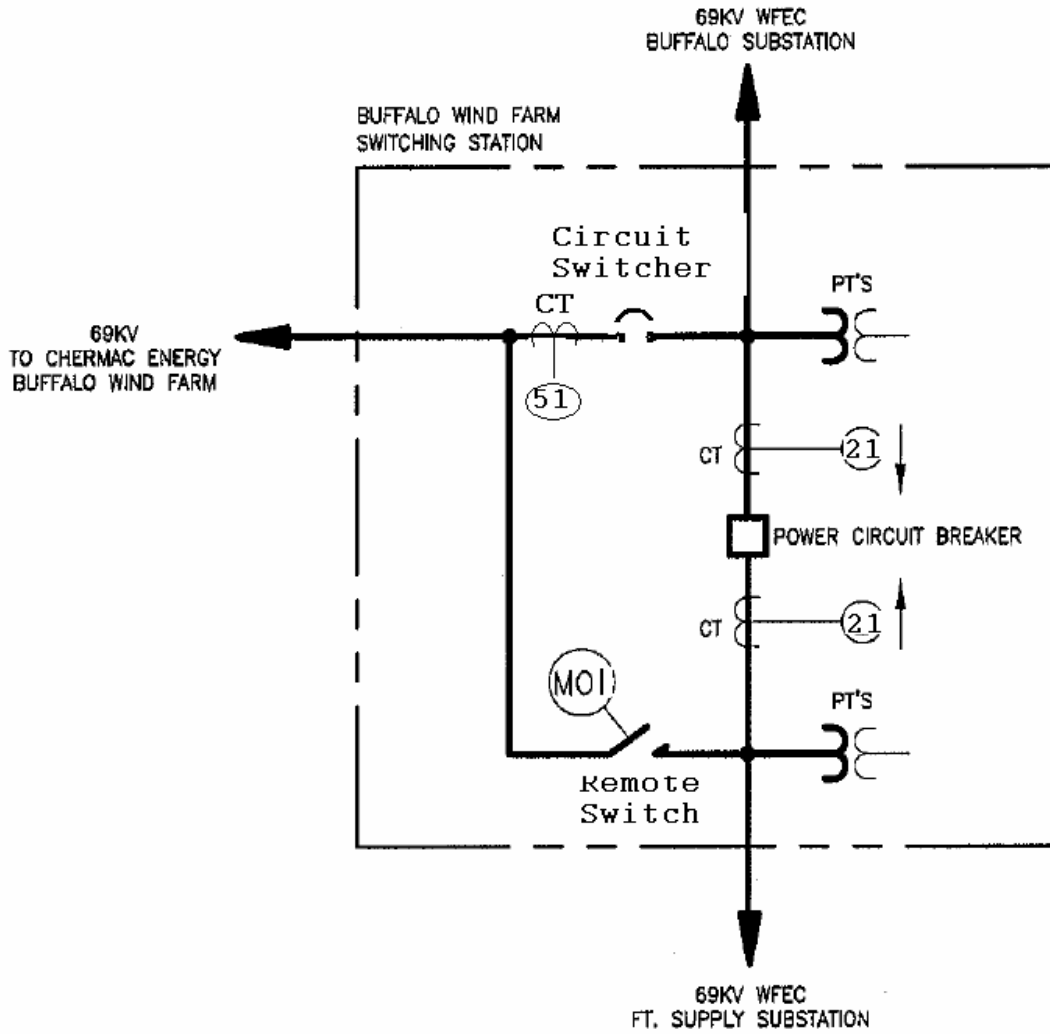 69KV WFEC
BUFFALO SUBSTATION
BUFFALO WIND FARM
SWITCHING STATION
Circuit
Switcher
PT'S
CT
69KV
TO CHERMAC ENERGY
BUFFALO WIND FARM
51
CT
21
POWER CIRCUIT BREAKER
CT
21
MOI
PT'S
Remote
Switch
69KV WFEC
FT. SUPPLY SUBSTATION